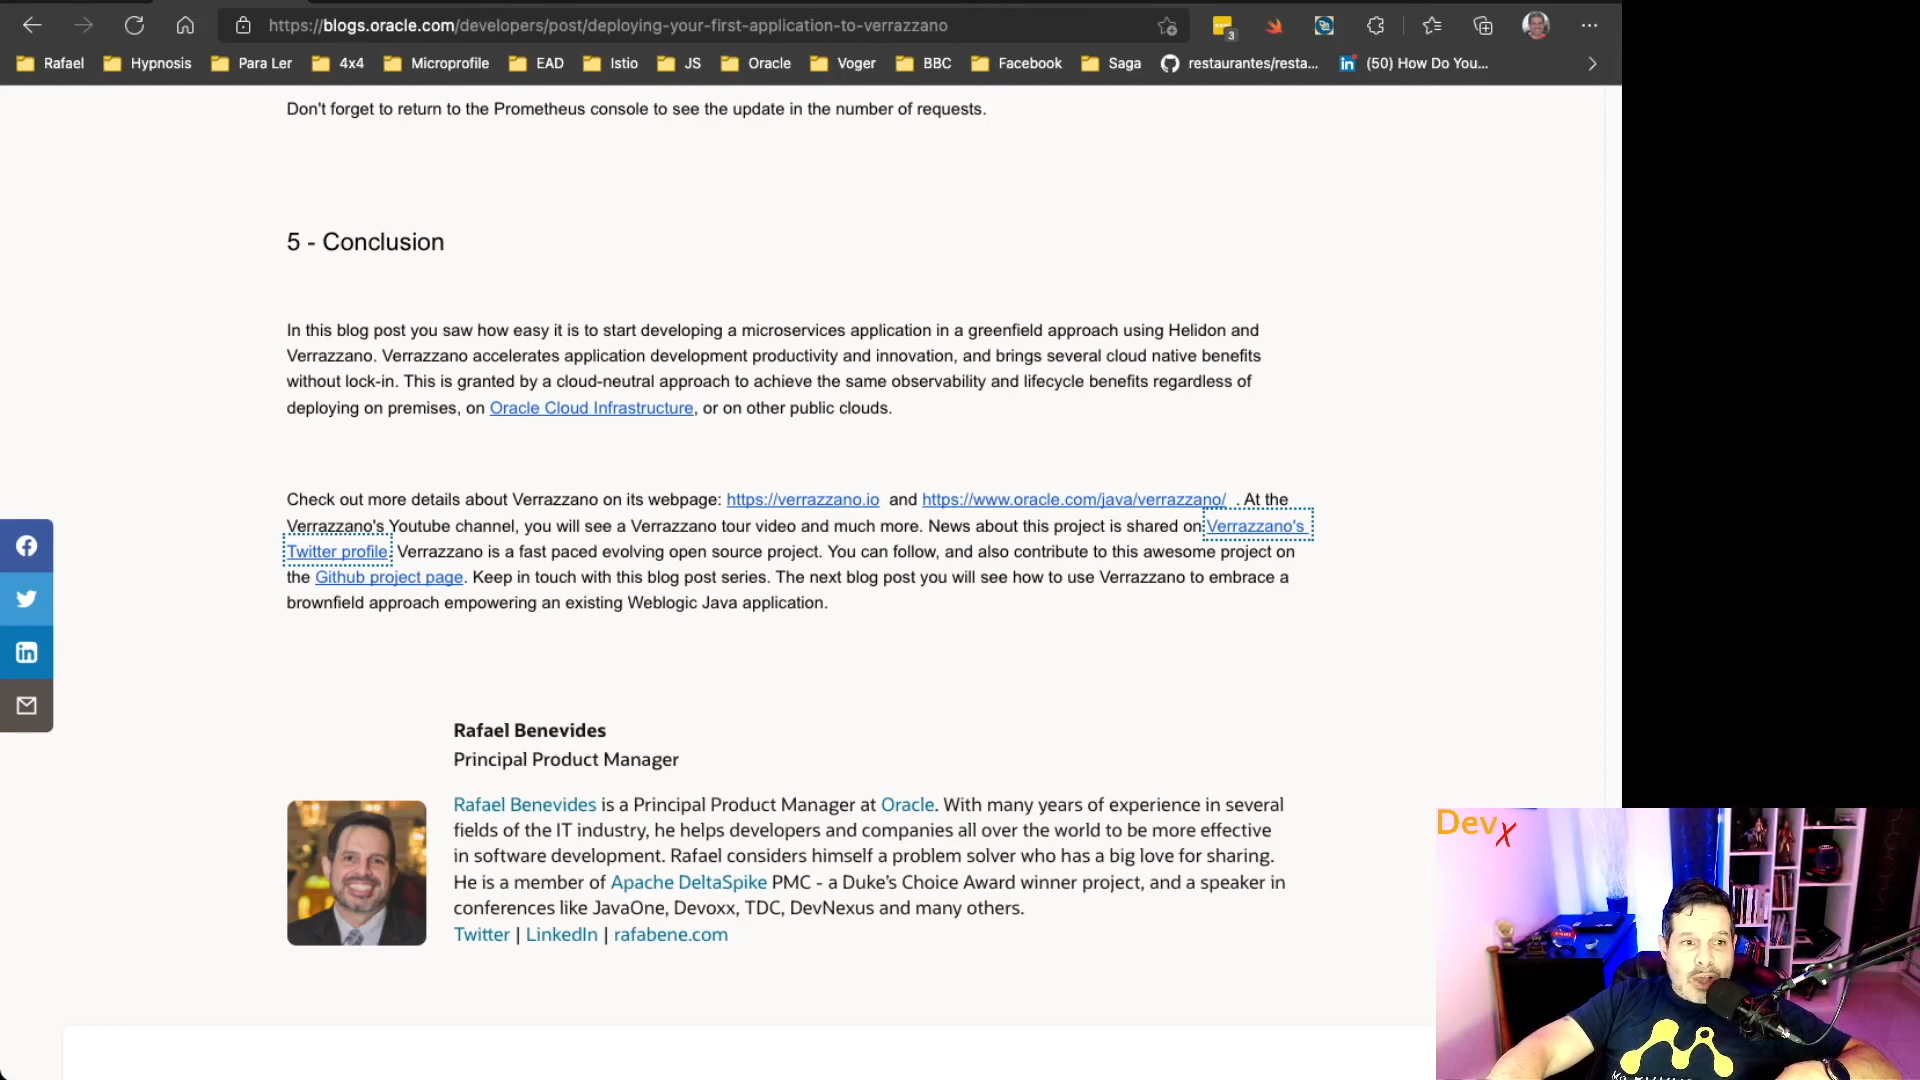 https://blogs.oracle.com/developers/post/deploying-your-first-application-to-verrazzano
3
Rafael Hypnosis Para Ler 4x4 Microprofile EAD Istio JS Oracle Voger BBC Facebook Saga restaurantes/resta... (50) How Do You...
Don't forget to return to the Prometheus console to see the update in the number of requests.
5 - Conclusion
In this blog post you saw how easy it is to start developing a microservices application in a greenfield approach using Helidon and
Verrazzano. Verrazzano accelerates application development productivity and innovation, and brings several cloud native benefits
without lock-in. This is granted by a cloud-neutral approach to achieve the same observability and lifecycle benefits regardless of
deploying on premises, on Oracle Cloud Infrastructure, or on other public clouds.
Check out more details about Verrazzano on its webpage: https://verrazzano.io and https://www.oracle.com/java/verrazzano/ . At the
Verrazzano's Youtube channel, you will see a Verrazzano tour video and much more. News about this project is shared on Verrazzano's
Twitter profile. Verrazzano is a fast paced evolving open source project. You can follow, and also contribute to this awesome project on
the Github project page. Keep in touch with this blog post series. The next blog post you will see how to use Verrazzano to embrace a
brownfield approach empowering an existing Weblogic Java application.
Rafael Benevides
Principal Product Manager
Rafael Benevides is a Principal Product Manager at Oracle. With many years of experience in several
fields of the IT industry, he helps developers and companies all over the world to be more effective
in software development. Rafael considers himself a problem solver who has a big love for sharing.
He is a member of Apache DeltaSpike PMC - a Duke’s Choice Award winner project, and a speaker in
conferences like JavaOne, Devoxx, TDC, DevNexus and many others.
Twitter | LinkedIn | rafabene.com
DevX